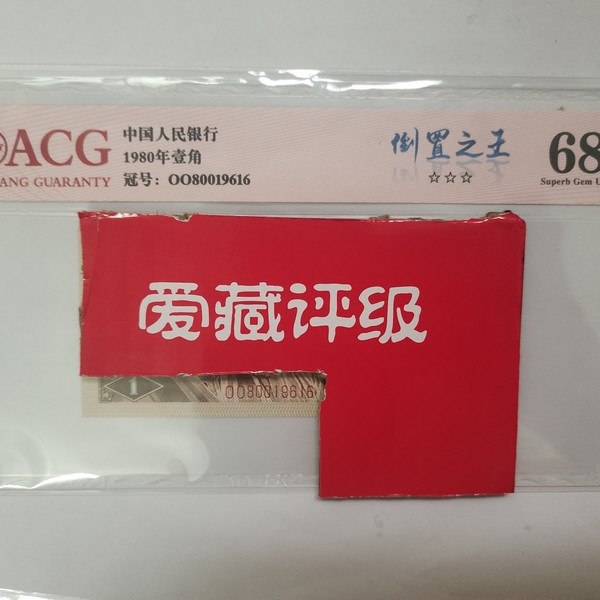 ACG
ANG GUARANTY
中国人民银行
1980年壹角
冠号：OO80019616
倒置之王
☆☆☆
68
Superb Gem U
爱藏评级
1
OO80019616